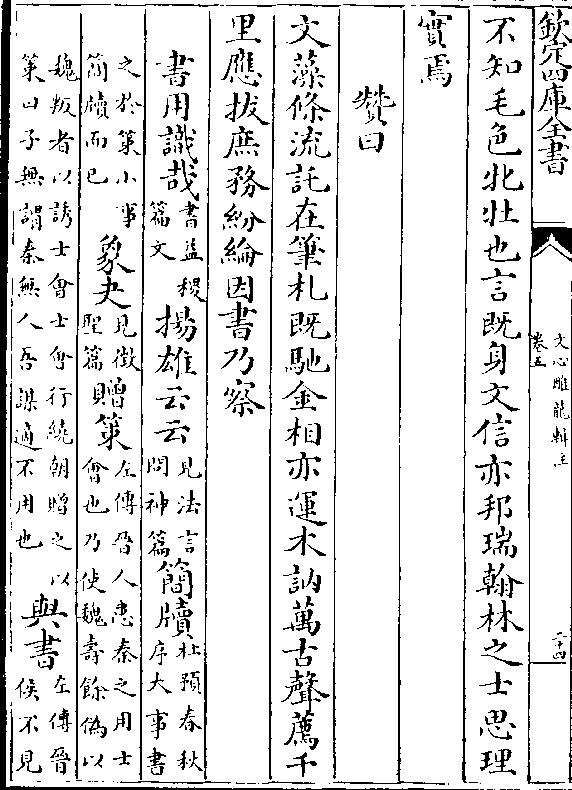 欽定四庫全書
文心雕龍輯注
卷五
二十四
不知毛色牝牡也言既身文信亦邦瑞翰林之士思理
實焉
贊曰
文藻條流託在筆札既馳金相亦運木訥萬古聲薦千
里應拔庶務紛綸因書乃察
書用識哉書益稷篇文揚雄云云見法言問神篇簡牘杜預春秋序大事書
之於策小事簡牘而已象夬見徵聖篇贈策左傳晉人患秦之用士會也乃使魏壽餘偽以
魏叛者以誘士會士會行繞朝贈之以策曰子無謂秦無人吾謀適不用也與書左傳晉侯不見